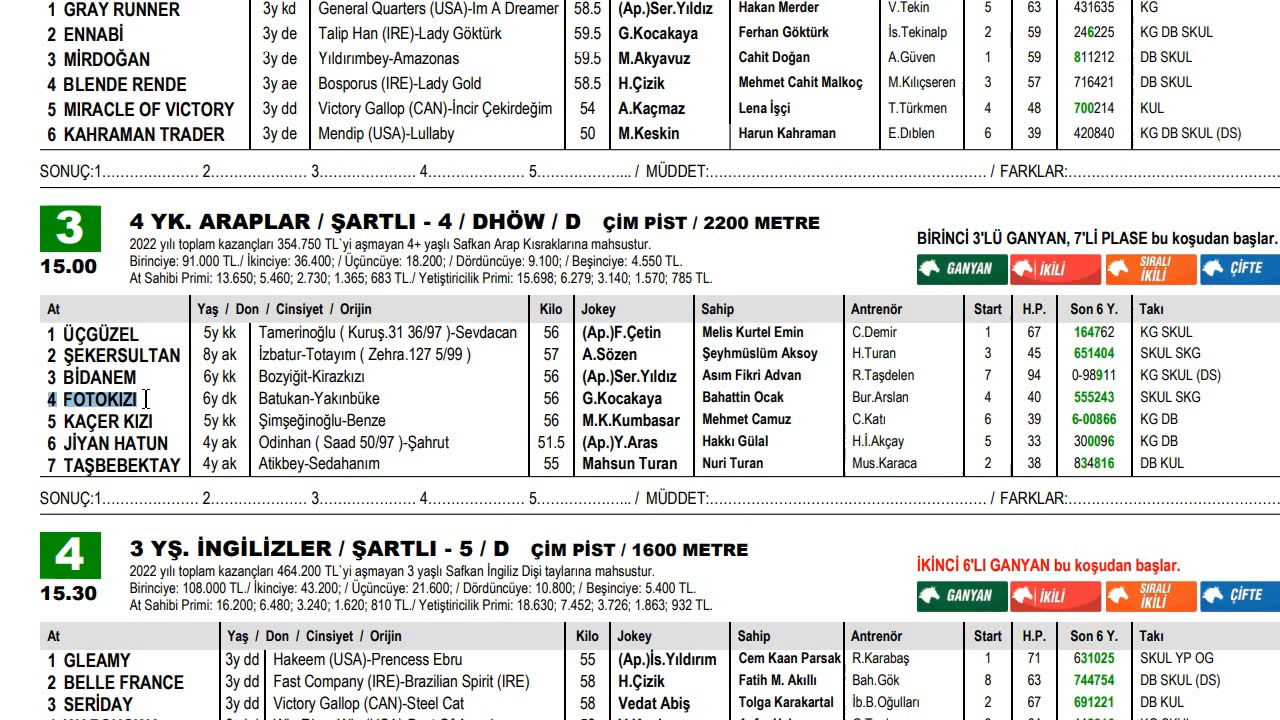 1 GRAY RUNNER 3y kd General Quarters (USA)-Im A Dreamer 58.5 (Ap.)Ser.Yıldız Hakan Merder V.Tekin 5 63 431635 KG
2 ENNABİ 3y de Talip Han (IRE)-Lady Göktürk 59.5 G.Kocakaya Ferhan Göktürk İs.Tekinalp 2 59 246225 KG DB SKUL
3 MİRDOĞAN 3y de Yıldırımbey-Amazonas 59.5 M.Akyavuz Cahit Doğan A.Güven 1 59 811212 DB SKUL
4 BLENDE RENDE 3y ae Bosporus (IRE)-Lady Gold 58.5 H.Çizik Mehmet Cahit Malkoç M.Kılıçseren 3 57 716421 DB SKUL
5 MIRACLE OF VICTORY 3y dd Victory Gallop (CAN)-İncir Çekirdeğim 54 A.Kaçmaz Lena İşçi T.Türkmen 4 48 700214 KUL
6 KAHRAMAN TRADER 3y de Mendip (USA)-Lullaby 50 M.Keskin Harun Kahraman E.Dıblen 6 39 420840 KG DB SKUL (DS)
SONUÇ:1........................ 2........................ 3........................ 4........................ 5........................ / MÜDDET:...................................................................... / FARKLAR:......................................................
3 4 YK. ARAPLAR / ŞARTLI - 4 / DHÖW / D ÇİM PİST / 2200 METRE
15.00
2022 yılı toplam kazançları 354.750 TL`yi aşmayan 4+ yaşlı Safkan Arap Kısraklarına mahsustur.
Birinciye: 91.000 TL./ İkinciye: 36.400; / Üçüncüye: 18.200; / Dördüncüye: 9.100; / Beşinciye: 4.550 TL.
At Sahibi Primi: 13.650; 5.460; 2.730; 1.365; 683 TL./ Yetiştiricilik Primi: 15.698; 6.279; 3.140; 1.570; 785 TL.
BİRİNCİ 3'LÜ GANYAN, 7'Lİ PLASE bu koşudan başlar.
GANYAN İKİLİ SIRALI İKİLİ ÇİFTE
At Yaş / Don / Cinsiyet / Orijin Kilo Jokey Sahip Antrenör Start H.P. Son 6 Y. Takı
1 ÜÇGÜZEL 5y kk Tamerinoğlu ( Kuruş.31 36/97 )-Sevdacan 56 (Ap.)F.Çetin Melis Kurtel Emin C.Demir 1 67 164762 KG SKUL
2 ŞEKERSULTAN 8y ak İzbatur-Totayım ( Zehra.127 5/99 ) 57 A.Sözen Şeyhmüslüm Aksoy H.Turan 3 45 651404 SKUL SKG
3 BİDANEM 6y kk Bozyiğit-Kirazkızı 56 (Ap.)Ser.Yıldız Asım Fikri Advan R.Taşdelen 7 94 0-98911 KG SKUL (DS)
4 FOTOKIZI 6y dk Batukan-Yakınbüke 56 G.Kocakaya Bahattin Ocak Bur.Arslan 4 40 555243 SKUL SKG
5 KAÇER KIZI 5y kk Şimşeğinoğlu-Benze 56 M.K.Kumbasar Mehmet Camuz C.Katı 6 39 6-00866 KG DB
6 JİYAN HATUN 4y ak Odinhan ( Saad 50/97 )-Şahrut 51.5 (Ap.)Y.Aras Hakkı Gülal H.İ.Akçay 5 33 300096 KG DB
7 TAŞBEBEKTAY 4y ak Atikbey-Sedahanım 55 Mahsun Turan Nuri Turan Mus.Karaca 2 38 834816 DB KUL
SONUÇ:1........................ 2........................ 3........................ 4........................ 5........................ / MÜDDET:...................................................................... / FARKLAR:......................................................
4 3 YŞ. İNGİLİZLER / ŞARTLI - 5 / D ÇİM PİST / 1600 METRE
15.30
2022 yılı toplam kazançları 464.200 TL`yi aşmayan 3 yaşlı Safkan İngiliz Dişi taylarına mahsustur.
Birinciye: 108.000 TL./ İkinciye: 43.200; / Üçüncüye: 21.600; / Dördüncüye: 10.800; / Beşinciye: 5.400 TL.
At Sahibi Primi: 16.200; 6.480; 3.240; 1.620; 810 TL./ Yetiştiricilik Primi: 18.630; 7.452; 3.726; 1.863; 932 TL.
İKİNCİ 6'LI GANYAN bu koşudan başlar.
GANYAN İKİLİ SIRALI İKİLİ ÇİFTE
At Yaş / Don / Cinsiyet / Orijin Kilo Jokey Sahip Antrenör Start H.P. Son 6 Y. Takı
1 GLEAMY 3y dd Hakeem (USA)-Prencess Ebru 55 (Ap.)İs.Yıldırım Cem Kaan Parsak R.Karabaş 1 71 631025 SKUL YP OG
2 BELLE FRANCE 3y dd Fast Company (IRE)-Brazilian Spirit (IRE) 58 H.Çizik Fatih M. Akıllı Bah.Gök 8 63 744754 DB SKUL (DS)
3 SERİDAY 3y dd Victory Gallop (CAN)-Steel Cat 58 Vedat Abiş Tolga Karakartal İb.B.Oğulları 2 60 691221 DB KUL